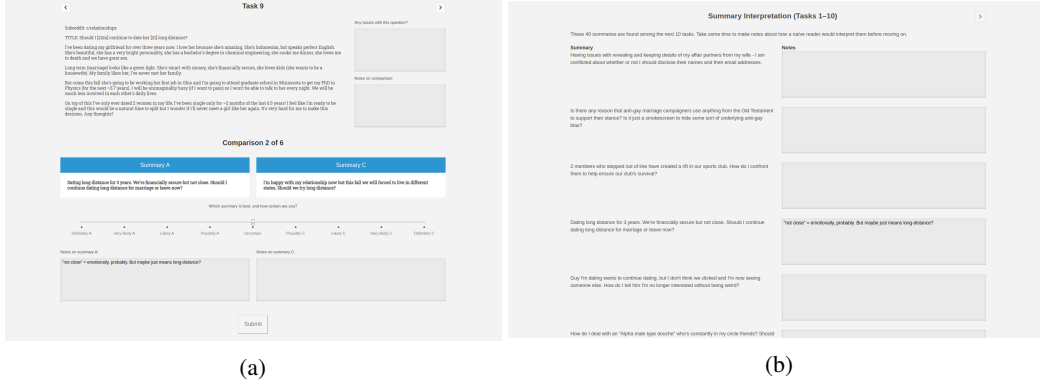 Task 9
Subreddit: r/relationships
TITLE: Should I [22m] continue to date her [21] long distance?
I've been dating my girlfriend for over three years now. I love her because she's amazing. She's Indonesian, but speaks perfect English.
She's beautiful, she has a very bright personality, she has a bachelor's degree in chemical engineering, she cooks me dinner, she loves me
to death and we have great sex.
Long term (marriage) looks like a green light. She's smart with money, she's financially secure, she loves kids (she wants to be a
housewife). My family likes her, I've never met her family.
But come this fall she's going to be working her first job in Ohio and I'm going to attend graduate school in Minnesota to get my PhD in
Physics (for the next ~5-7 years). I will be unimaginably busy (if I want to pass) so I won't be able to talk to her every night. We will be
much less involved in each other's daily lives.
On top of this I've only ever dated 2 women in my life, I've been single only for ~2 months of the last 6.5 years! I feel like I'm ready to be
single and this would be a natural time to split but I wonder if I'll never meet a girl like her again. It's very hard for me to make this
decision. Any thoughts?
Any issues with this question?
Notes on comparison:
Comparison 2 of 6
Summary A
Summary C
Dating long distance for 3 years. We're financially secure but not close. Should I
continue dating long distance for marriage or leave now?
I'm happy with my relationship now but this fall we will forced to live in different
states. Should we try long distance?
Which summary is best, and how certain are you?
Definitely A
Very likely A
Likely A
Possibly A
Uncertain
Possibly C
Likely C
Very likely C
Definitely C
Notes on summary A:
"not close" = emotionally, probably. But maybe just means long-distance?
Notes on summary C:
Submit
(a)
Summary Interpretation (Tasks 1–10)
These 40 summaries are found among the next 10 tasks. Take some time to make notes about how a naive reader would interpret them before moving on.
Summary
Notes
Having issues with revealing and keeping details of my affair partners from my wife - I am
conflicted about whether or not I should disclose their names and their email addresses.
Is there any reason that anti-gay marriage campaigners use anything from the Old Testament
to support their stance? Is it just a smokescreen to hide some sort of underlying anti-gay
bias?
2 members who stepped out of live have created a rift in our sports club. How do I confront
them to help ensure our club's survival?
Dating long distance for 3 years. We're financially secure but not close. Should I continue
dating long distance for marriage or leave now?
"not close" = emotionally, probably. But maybe just means long-distance?
Guy I'm dating wants to continue dating, but I don't think we clicked and I'm now seeing
someone else. How do I tell him I'm no longer interested without being weird?
How do I deal with an "Alpha male type douche" who's constantly in my circle friends? Should
(b)